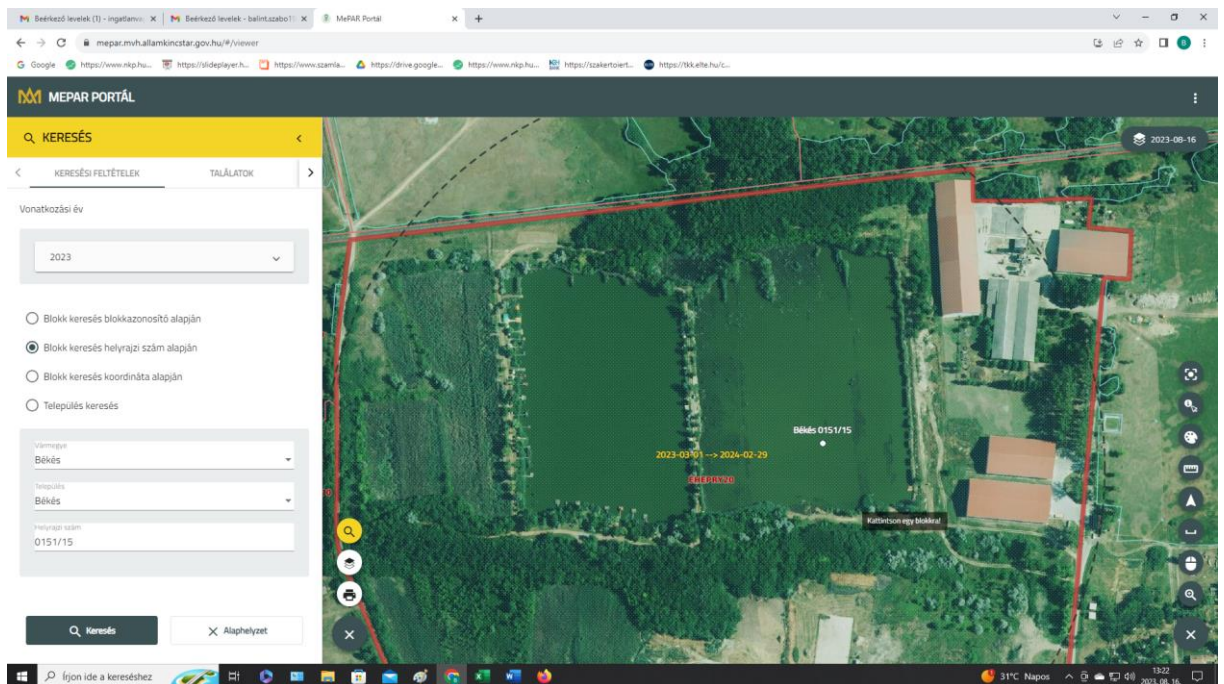 Beérkező levelek (1) - ingatlanva
Beérkező levelek - balint.szabo1
MePAR Portál
mepar.mvh.allamkincstar.gov.hu/#/viewer
Google
https://www.nkp.hu...
https://slideplayer.h...
https://www.szamla...
https://drive.google...
https://www.nkp.hu...
https://szakertoiert...
https://tkk.elte.hu/c...
MEPAR PORTÁL
KERESÉS
2023-08-16
KERESÉSI FELTÉTELEK
TALÁLATOK
Vonatkozási év
2023
Blokk keresés blokkazonosító alapján
Blokk keresés helyrajzi szám alapján
Blokk keresés koordináta alapján
Település keresés
Vármegye
Békés
Település
Békés
Helyrajzi szám
0151/15
Békés 0151/15
2023-03-01 --> 2024-02-29
Kattintson egy blokkra!
Keresés
Alaphelyzet
Írjon ide a kereséshez
31°C Napos
13:22
2023. 08. 16.